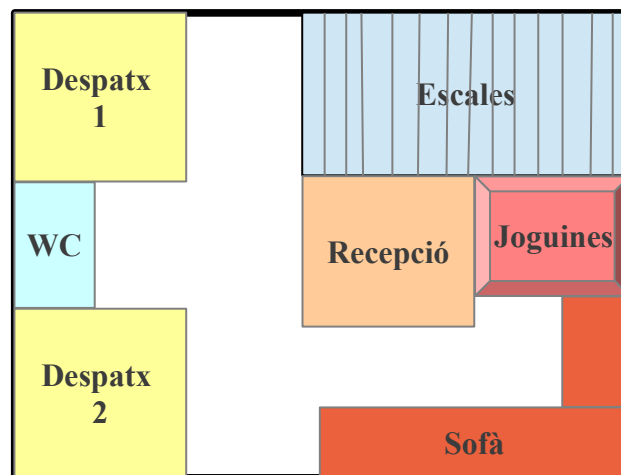 Despatx
1
Escales
WC
Recepció
Joguines
Despatx
2
Sofà